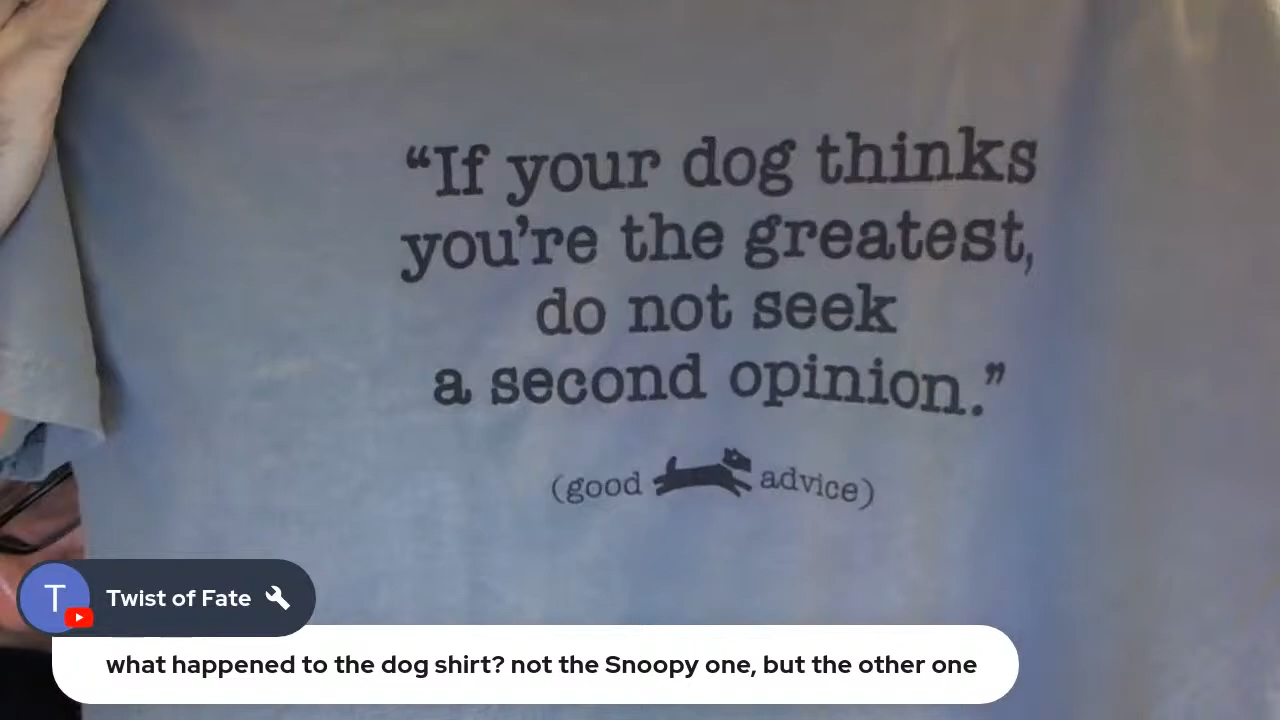 “If your dog thinks
you’re the greatest,
do not seek
a second opinion.”
(good advice)
T
Twist of Fate
what happened to the dog shirt? not the Snoopy one, but the other one